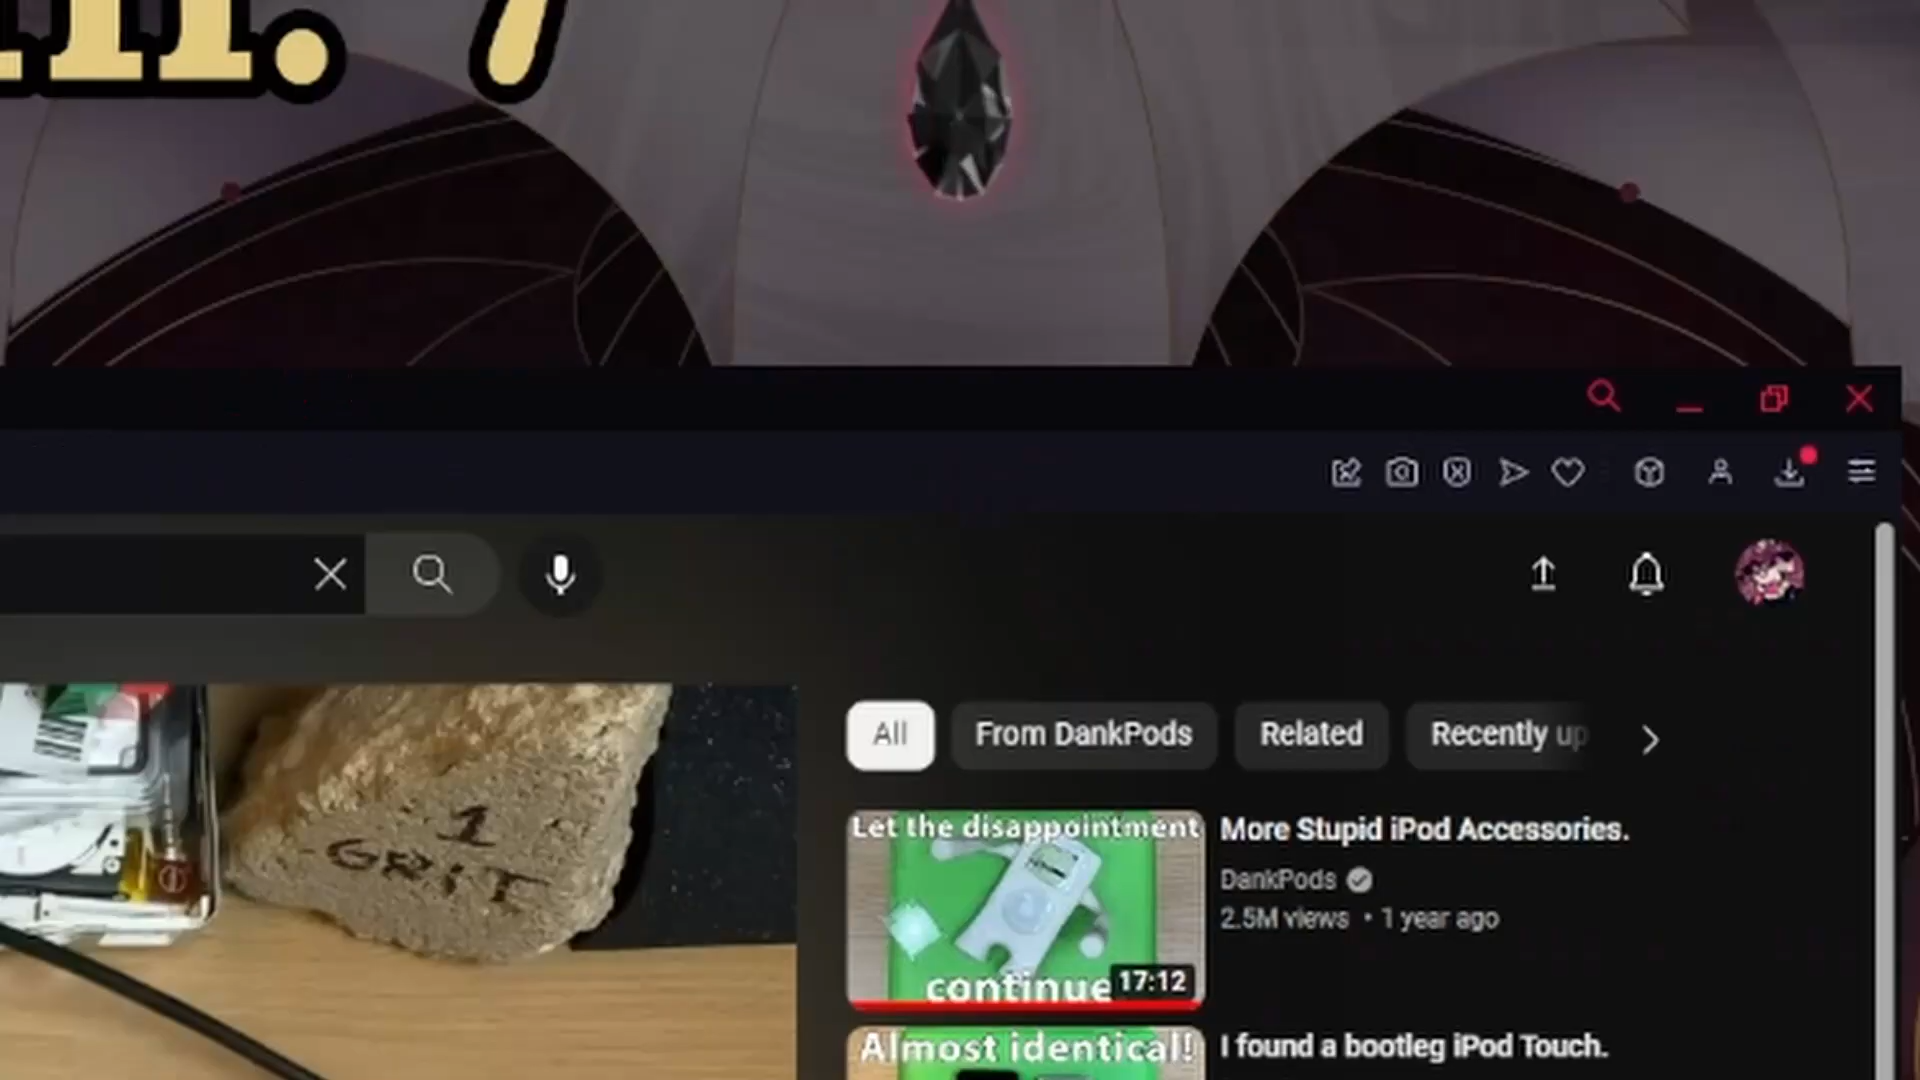 7
All
From DankPods
Related
Recently up
1
GRIT
Let the disappointment
continue
17:12
More Stupid iPod Accessories.
DankPods
2.5M views • 1 year ago
Almost identical!
I found a bootleg iPod Touch.